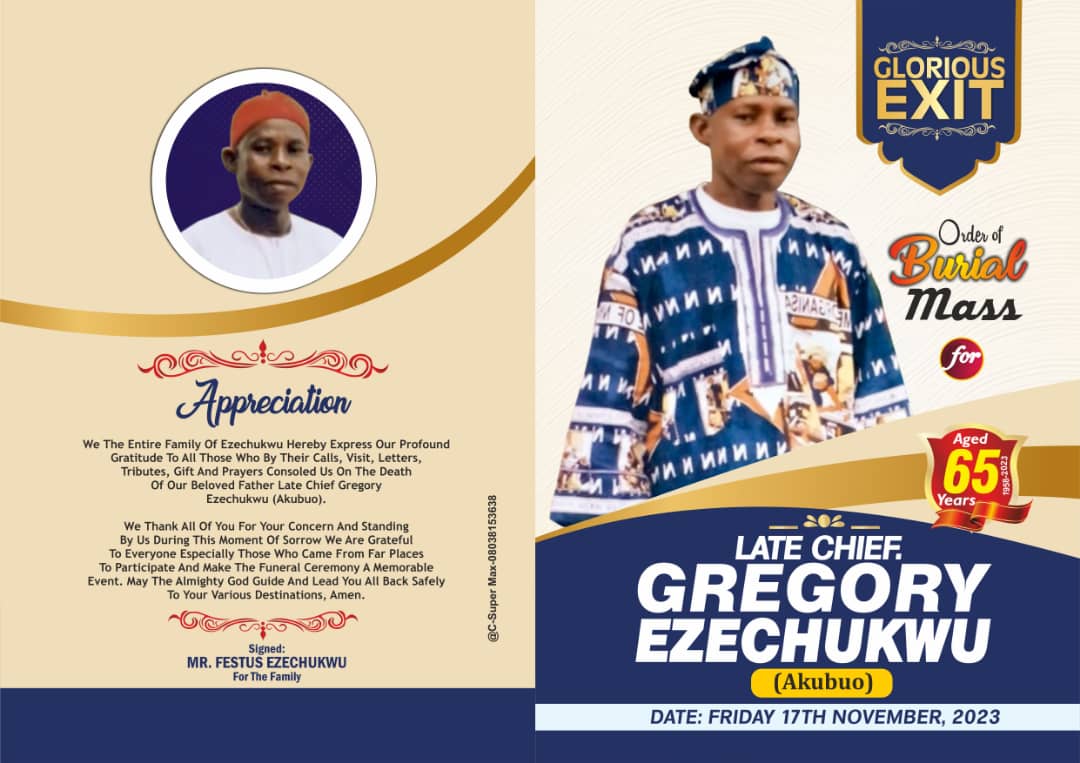 Appreciation
We The Entire Family Of Ezechukwu Hereby Express Our Profound
Gratitude To All Those Who By Their Calls, Visit, Letters,
Tributes, Gift And Prayers Consoled Us On The Death
Of Our Beloved Father Late Chief Gregory
Ezechukwu (Akubuo).
We Thank All Of You For Your Concern And Standing
By Us During This Moment Of Sorrow We Are Grateful
To Everyone Especially Those Who Came From Far Places
To Participate And Make The Funeral Ceremony A Memorable
Event. May The Almighty God Guide And Lead You All Back Safely
To Your Various Destinations, Amen.
Signed:
MR. FESTUS EZECHUKWU
For The Family
@C-Super Max-08038153638
GLORIOUS
EXIT
Order of
Burial
Mass
for
Aged
65
Years
1958-2023
LATE CHIEF.
GREGORY
EZECHUKWU
(Akubuo)
DATE: FRIDAY 17TH NOVEMBER, 2023